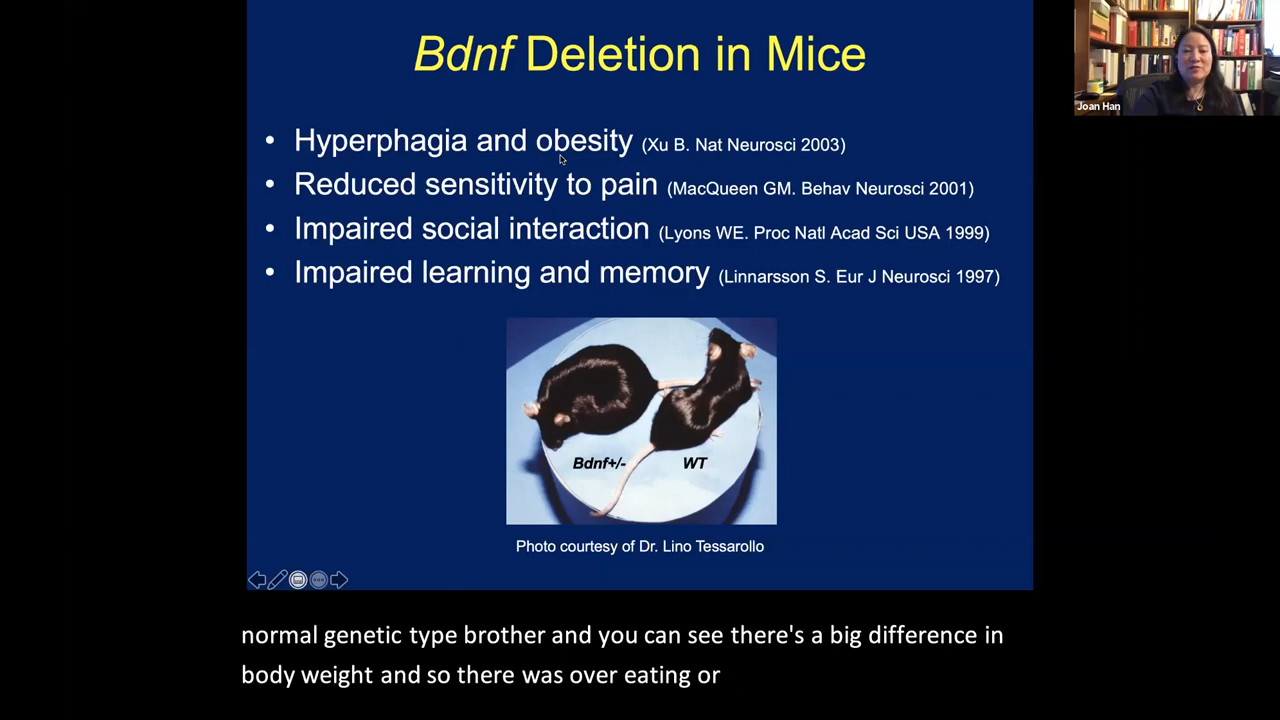 Bdnf Deletion in Mice
• Hyperphagia and obesity (Xu B. Nat Neurosci 2003)
• Reduced sensitivity to pain (MacQueen GM. Behav Neurosci 2001)
• Impaired social interaction (Lyons WE. Proc Natl Acad Sci USA 1999)
• Impaired learning and memory (Linnarsson S. Eur J Neurosci 1997)
Bdnf+/- WT
Photo courtesy of Dr. Lino Tessarollo
Joan Han
normal genetic type brother and you can see there's a big difference in
body weight and so there was over eating or